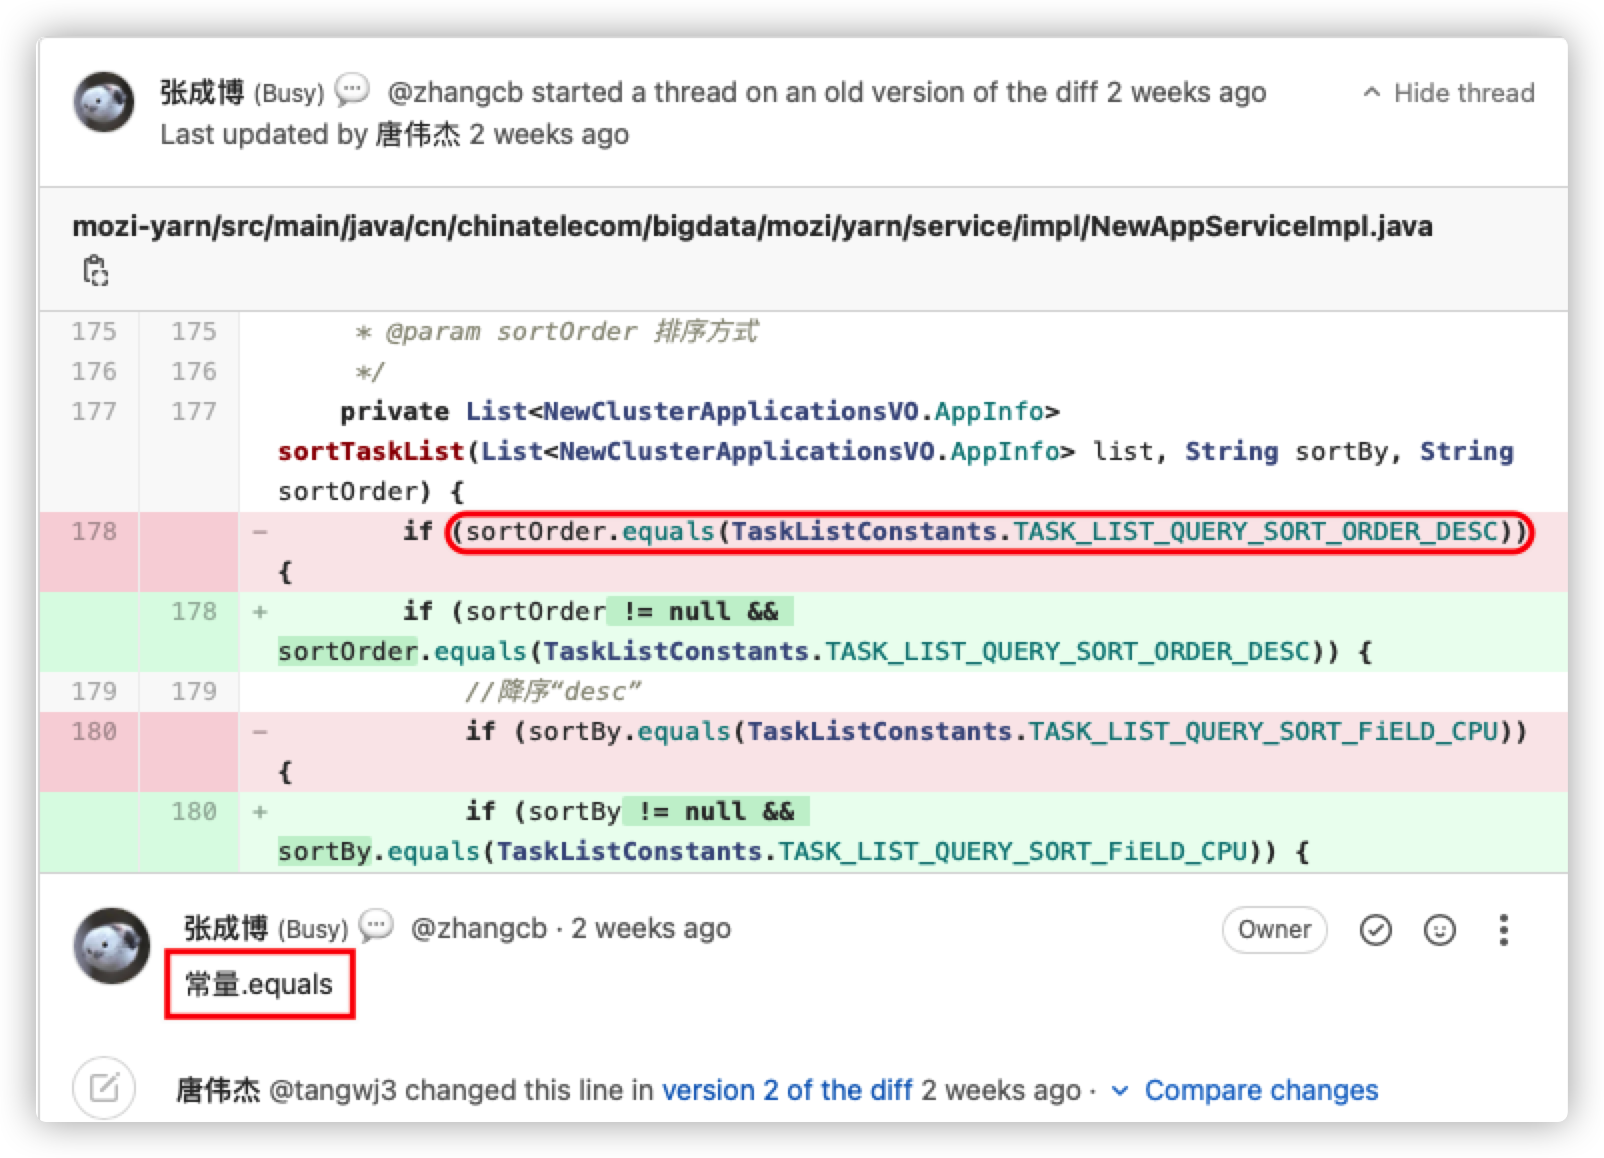 张成博 (Busy) 💬 @zhangcb started a thread on an old version of the diff 2 weeks ago
Hide thread
Last updated by 唐伟杰 2 weeks ago
mozi-yarn/src/main/java/cn/chinatelecom/bigdata/mozi/yarn/service/impl/NewAppServiceImpl.java
175 175 * @param sortOrder 排序方式
176 176 */
177 177 private List<NewClusterApplicationsVO.AppInfo>
sortTaskList(List<NewClusterApplicationsVO.AppInfo> list, String sortBy, String
sortOrder) {
178 - if (sortOrder.equals(TaskListConstants.TASK_LIST_QUERY_SORT_ORDER_DESC))
{
178 + if (sortOrder != null &&
sortOrder.equals(TaskListConstants.TASK_LIST_QUERY_SORT_ORDER_DESC)) {
179 179 //降序“desc”
180 - if (sortBy.equals(TaskListConstants.TASK_LIST_QUERY_SORT_FiELD_CPU))
{
180 + if (sortBy != null &&
sortBy.equals(TaskListConstants.TASK_LIST_QUERY_SORT_FiELD_CPU)) {
张成博 (Busy) 💬 @zhangcb · 2 weeks ago
Owner
常量.equals
唐伟杰 @tangwj3 changed this line in version 2 of the diff 2 weeks ago · Compare changes